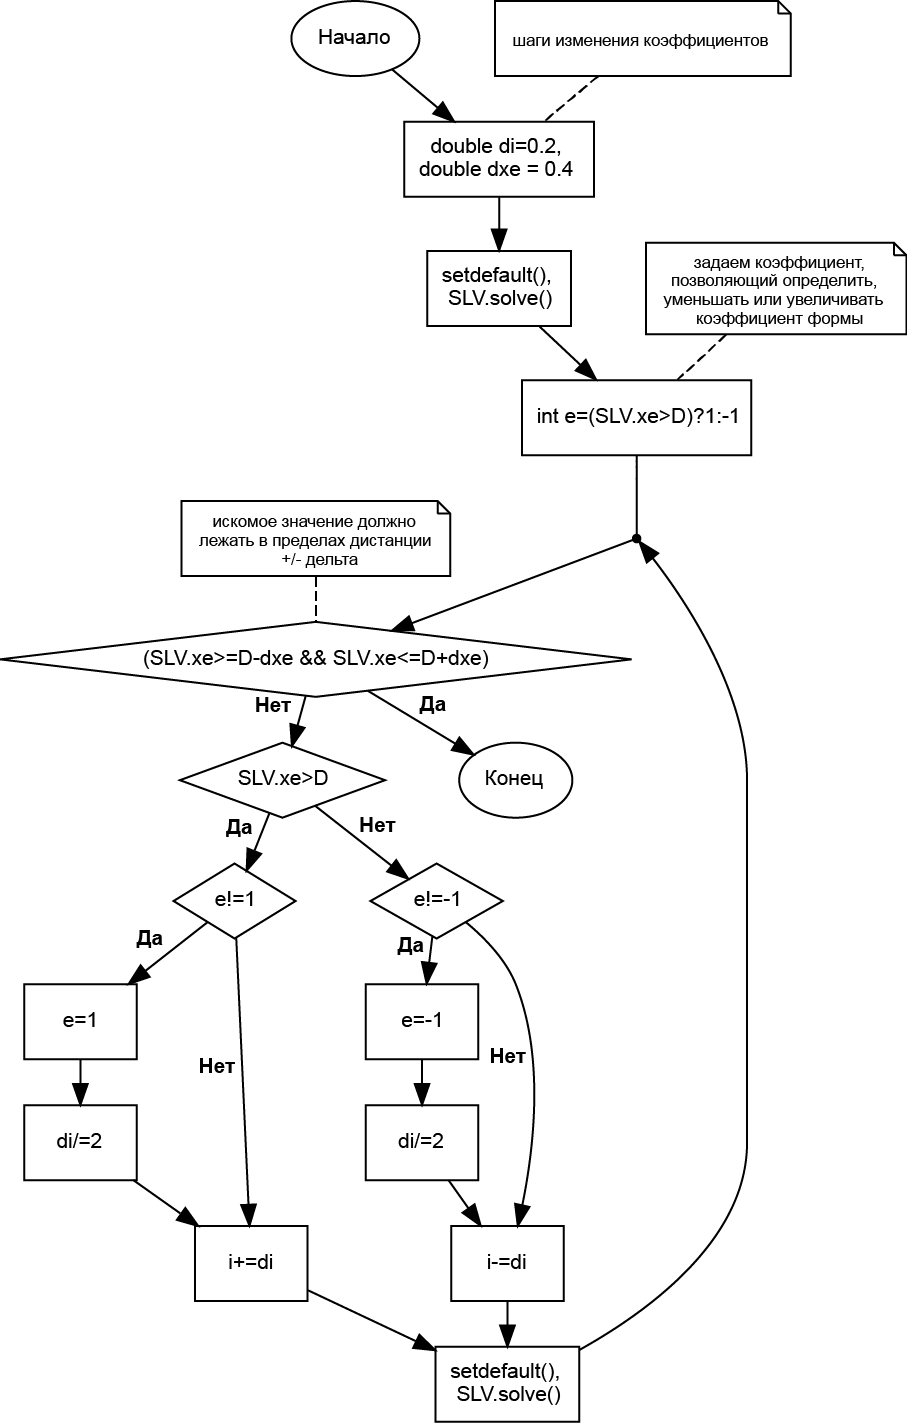 Начало
шаги изменения коэффициентов
double di=0.2,
double dxe = 0.4
setdefault(),
SLV.solve()
задаем коэффициент,
позволяющий определить,
уменьшать или увеличивать
коэффициент формы
int e=(SLV.xe>D)?1:-1
искомое значение должно
лежать в пределах дистанции
+/- дельта
(SLV.xe>=D-dxe && SLV.xe<=D+dxe)
Нет
Да
SLV.xe>D
Конец
Да
Нет
e!=1
e!=-1
Да
Да
e=1
e=-1
Нет
Нет
di/=2
di/=2
i+=di
i-=di
setdefault(),
SLV.solve()